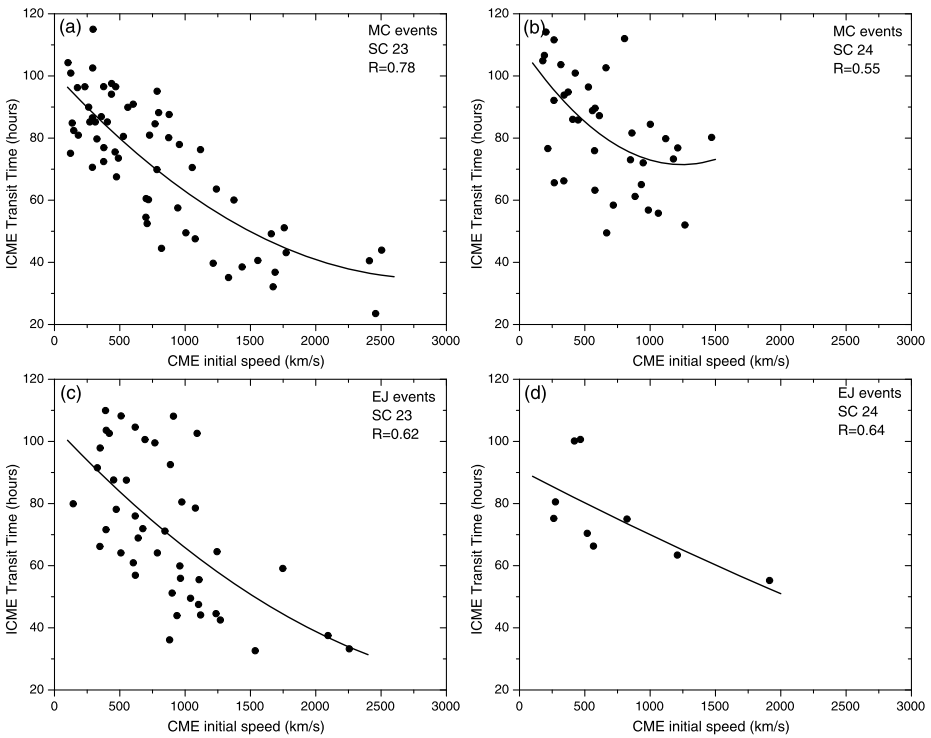 (a)
MC events
SC 23
R=0.78
120
100
80
60
40
20
ICME Transit Time (hours)
0 500 1000 1500 2000 2500 3000
CME initial speed (km/s)
(b)
MC events
SC 24
R=0.55
120
100
80
60
40
20
ICME Transit Time (hours)
0 500 1000 1500 2000 2500 3000
CME initial speed (km/s)
(c)
EJ events
SC 23
R=0.62
120
100
80
60
40
20
ICME Transit Time (hours)
0 500 1000 1500 2000 2500 3000
CME initial speed (km/s)
(d)
EJ events
SC 24
R=0.64
120
100
80
60
40
20
ICME Transit Time (hours)
0 500 1000 1500 2000 2500 3000
CME initial speed (km/s)